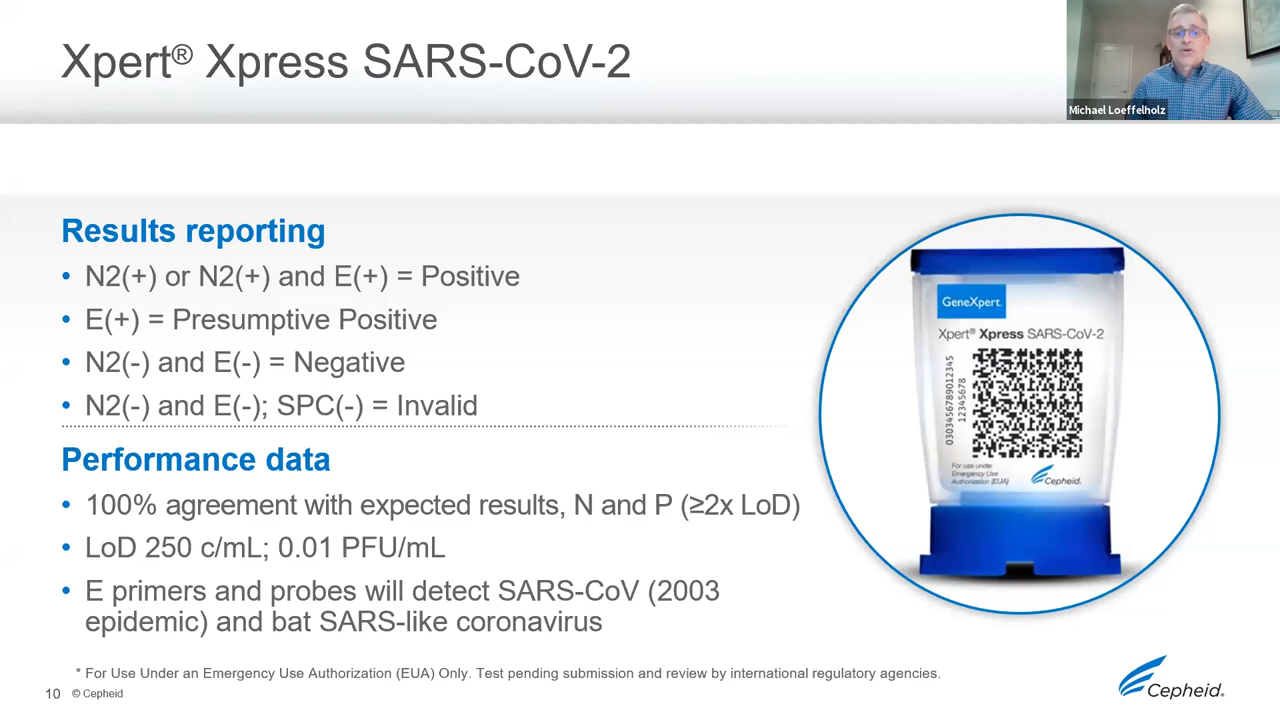 Xpert® Xpress SARS-CoV-2
Michael Loeffelholz
Results reporting
• N2(+) or N2(+) and E(+) = Positive
• E(+) = Presumptive Positive
• N2(-) and E(-) = Negative
• N2(-) and E(-); SPC(-) = Invalid
Performance data
• 100% agreement with expected results, N and P (≥2x LoD)
• LoD 250 c/mL; 0.01 PFU/mL
• E primers and probes will detect SARS-CoV (2003
epidemic) and bat SARS-like coronavirus
GeneXpert.
Xpert® Xpress SARS-CoV-2
0303456789012345
12345678
For use under
Emergency Use
Authorization (EUA)
Cepheid.
* For Use Under an Emergency Use Authorization (EUA) Only. Test pending submission and review by international regulatory agencies.
10 © Cepheid
Cepheid.